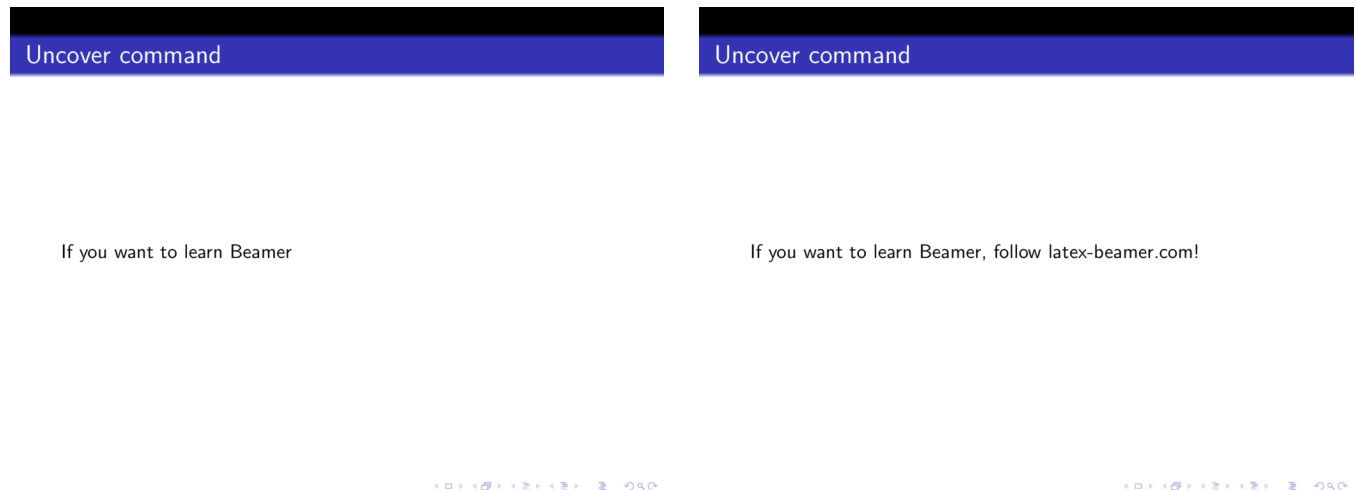 Uncover command
If you want to learn Beamer
Uncover command
If you want to learn Beamer, follow latex-beamer.com!